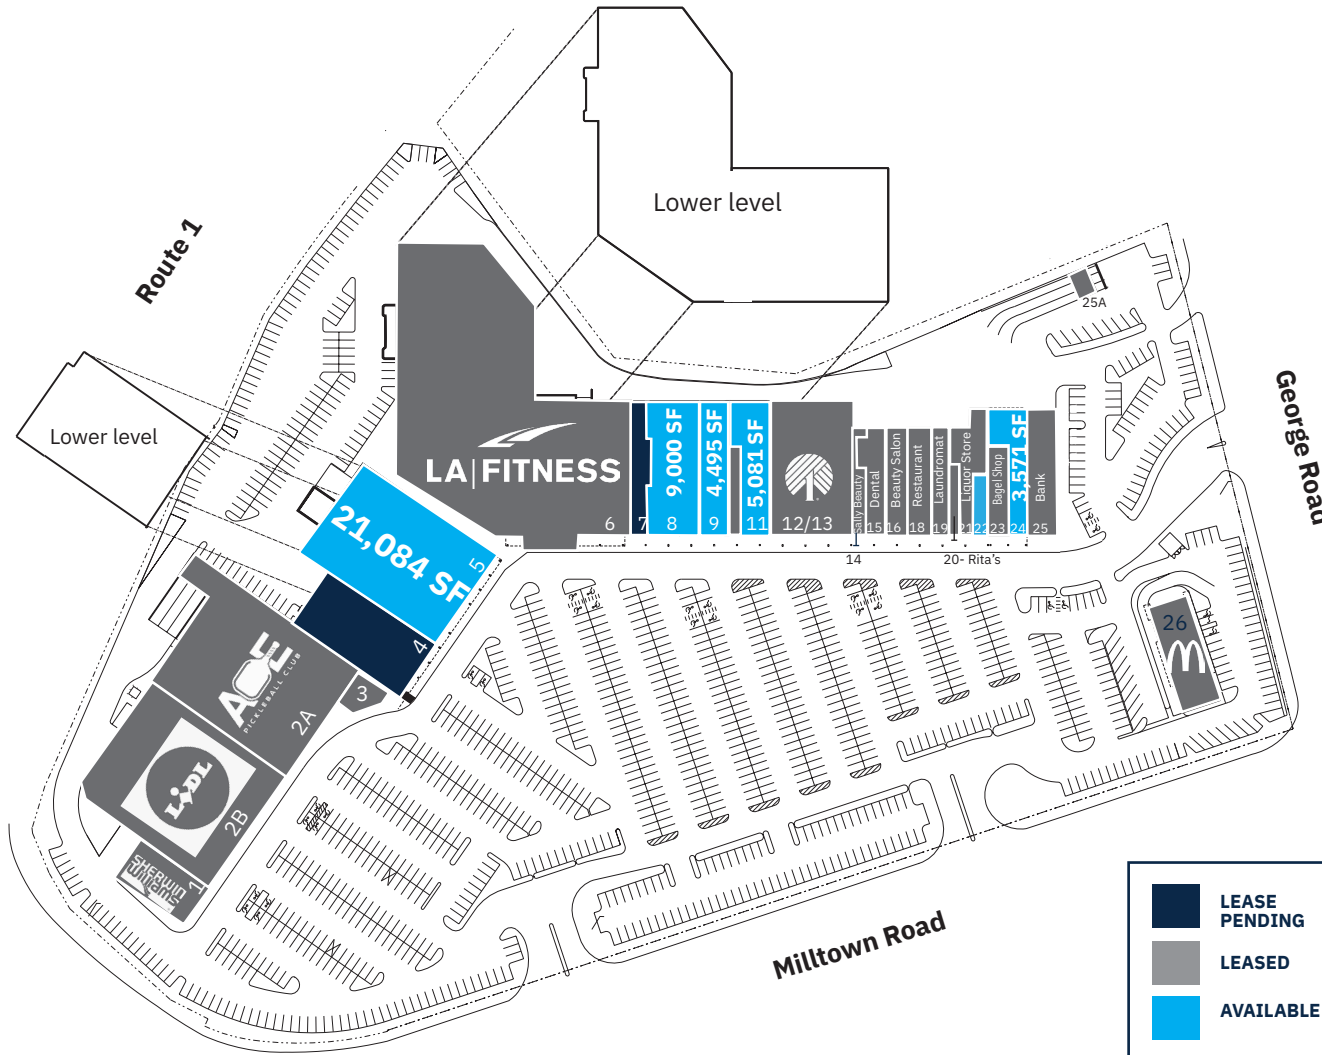 Lower level
Route 1
25A
George Road
Lower level
LA|FITNESS
6
7
9,000 SF
8
4,495 SF
9
5,081 SF
11
12/13
Sally Beauty
14
Dental
15
Beauty Salon
16
Restaurant
18
Laundromat
19
20- Rita's
Liquor Store
21
22
Bagel Shop
23
3,571 SF
24
Bank
25
21,084 SF
5
4
3
ACE
PICKLEBALL CLUB
2A
LIDL
2B
SHERWIN
Williams
1
26
Milltown Road
LEASE
PENDING
LEASED
AVAILABLE